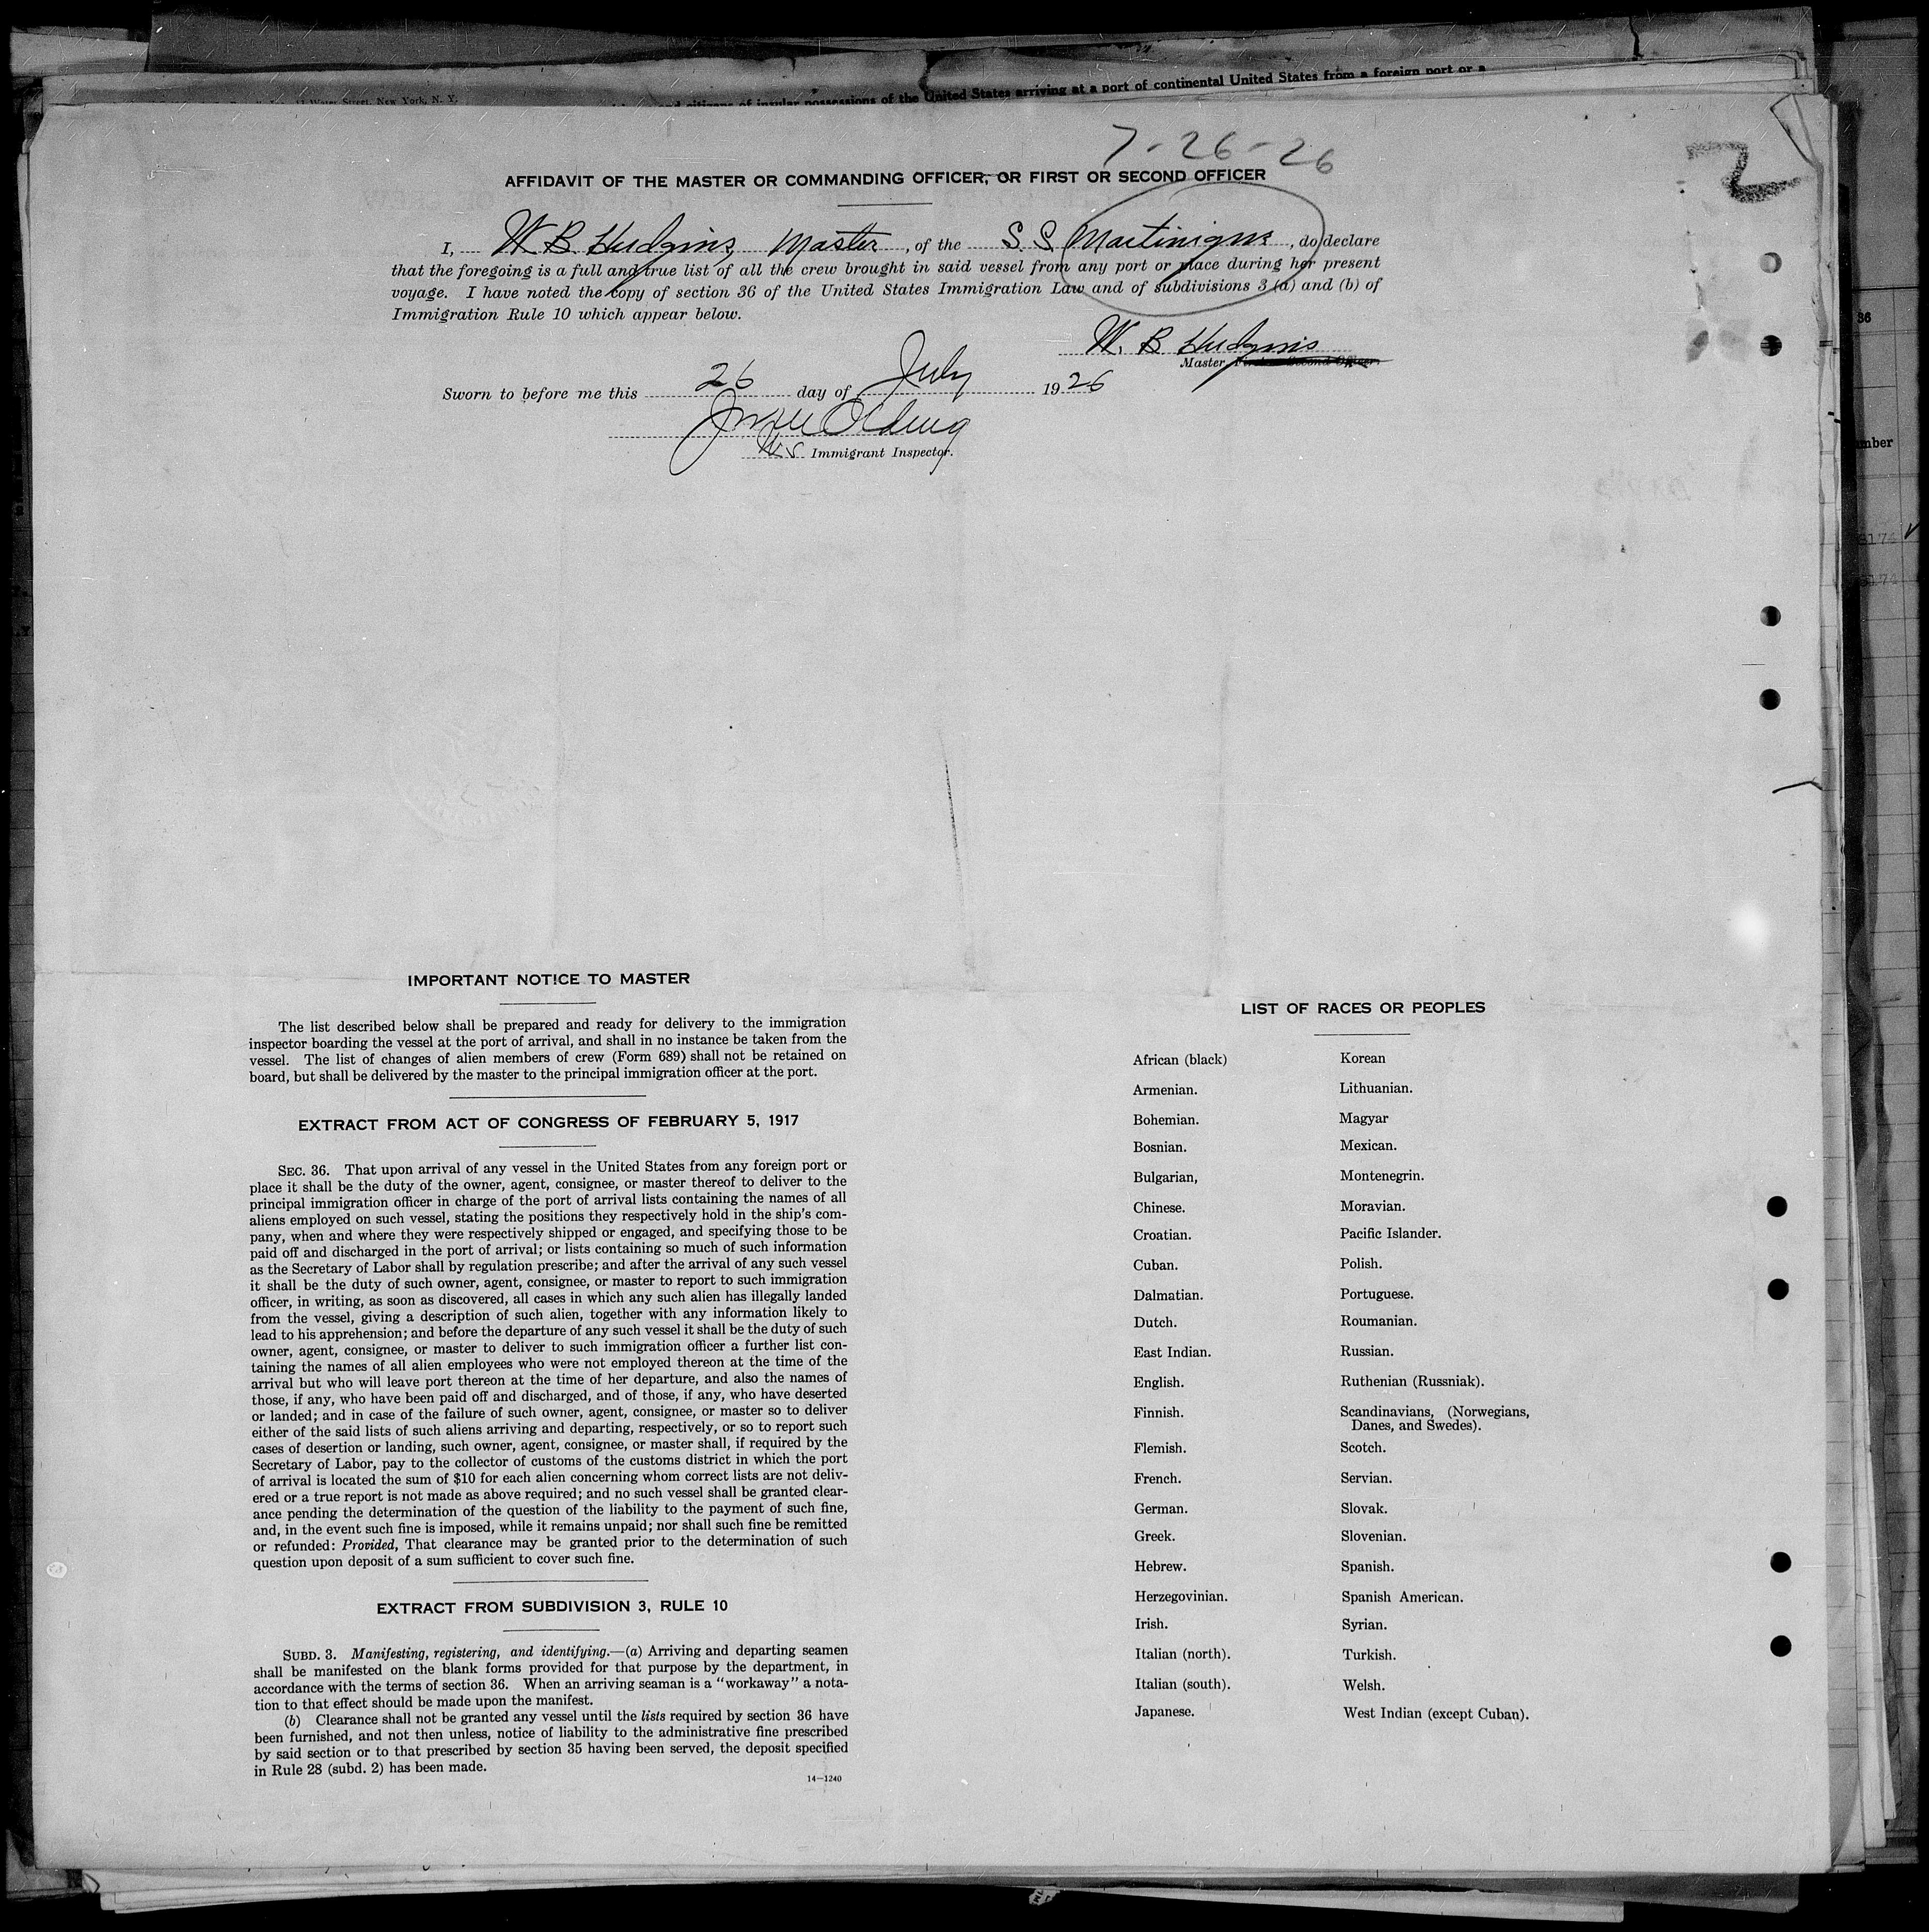 11 Water Street, New York, N. Y.
and citizens of insular possessions of the United States arriving at a port of continental United States from a foreign port or a
7-26-26
2
AFFIDAVIT OF THE MASTER OR COMMANDING OFFICER, OR FIRST OR SECOND OFFICER
I, W. B. Hudgins, Master, of the S. S. Martinique, do declare
that the foregoing is a full and true list of all the crew brought in said vessel from any port or place during her present
voyage. I have noted the copy of section 36 of the United States Immigration Law and of subdivisions 3 (a) and (b) of
Immigration Rule 10 which appear below.
W. B. Hudgins
Master, First or Second Officer.
Sworn to before me this 26 day of July 1926
U S Immigrant Inspector.
36
mber
IMPORTANT NOTICE TO MASTER
The list described below shall be prepared and ready for delivery to the immigration
inspector boarding the vessel at the port of arrival, and shall in no instance be taken from the
vessel. The list of changes of alien members of crew (Form 689) shall not be retained on
board, but shall be delivered by the master to the principal immigration officer at the port.
EXTRACT FROM ACT OF CONGRESS OF FEBRUARY 5, 1917
SEC. 36. That upon arrival of any vessel in the United States from any foreign port or
place it shall be the duty of the owner, agent, consignee, or master thereof to deliver to the
principal immigration officer in charge of the port of arrival lists containing the names of all
aliens employed on such vessel, stating the positions they respectively hold in the ship's com-
pany, when and where they were respectively shipped or engaged, and specifying those to be
paid off and discharged in the port of arrival; or lists containing so much of such information
as the Secretary of Labor shall by regulation prescribe; and after the arrival of any such vessel
it shall be the duty of such owner, agent, consignee, or master to report to such immigration
officer, in writing, as soon as discovered, all cases in which any such alien has illegally landed
from the vessel, giving a description of such alien, together with any information likely to
lead to his apprehension; and before the departure of any such vessel it shall be the duty of such
owner, agent, consignee, or master to deliver to such immigration officer a further list con-
taining the names of all alien employees who were not employed thereon at the time of the
arrival but who will leave port thereon at the time of her departure, and also the names of
those, if any, who have been paid off and discharged, and of those, if any, who have deserted
or landed; and in case of the failure of such owner, agent, consignee, or master so to deliver
either of the said lists of such aliens arriving and departing, respectively, or so to report such
cases of desertion or landing, such owner, agent, consignee, or master shall, if required by the
Secretary of Labor, pay to the collector of customs of the customs district in which the port
of arrival is located the sum of $10 for each alien concerning whom correct lists are not deliv-
ered or a true report is not made as above required; and no such vessel shall be granted clear-
ance pending the determination of the question of the liability to the payment of such fine,
and, in the event such fine is imposed, while it remains unpaid; nor shall such fine be remitted
or refunded: Provided, That clearance may be granted prior to the determination of such
question upon deposit of a sum sufficient to cover such fine.
EXTRACT FROM SUBDIVISION 3, RULE 10
SUBD. 3. Manifesting, registering, and identifying.—(a) Arriving and departing seamen
shall be manifested on the blank forms provided for that purpose by the department, in
accordance with the terms of section 36. When an arriving seaman is a "workaway" a nota-
tion to that effect should be made upon the manifest.
(b) Clearance shall not be granted any vessel until the lists required by section 36 have
been furnished, and not then unless, notice of liability to the administrative fine prescribed
by said section or to that prescribed by section 35 having been served, the deposit specified
in Rule 28 (subd. 2) has been made.
14—1240
LIST OF RACES OR PEOPLES
African (black)
Armenian.
Bohemian.
Bosnian.
Bulgarian,
Chinese.
Croatian.
Cuban.
Dalmatian.
Dutch.
East Indian.
English.
Finnish.
Flemish.
French.
German.
Greek.
Hebrew.
Herzegovinian.
Irish.
Italian (north).
Italian (south).
Japanese.
Korean
Lithuanian.
Magyar
Mexican.
Montenegrin.
Moravian.
Pacific Islander.
Polish.
Portuguese.
Roumanian.
Russian.
Ruthenian (Russniak).
Scandinavians, (Norwegians,
Danes, and Swedes).
Scotch.
Servian.
Slovak.
Slovenian.
Spanish.
Spanish American.
Syrian.
Turkish.
Welsh.
West Indian (except Cuban).